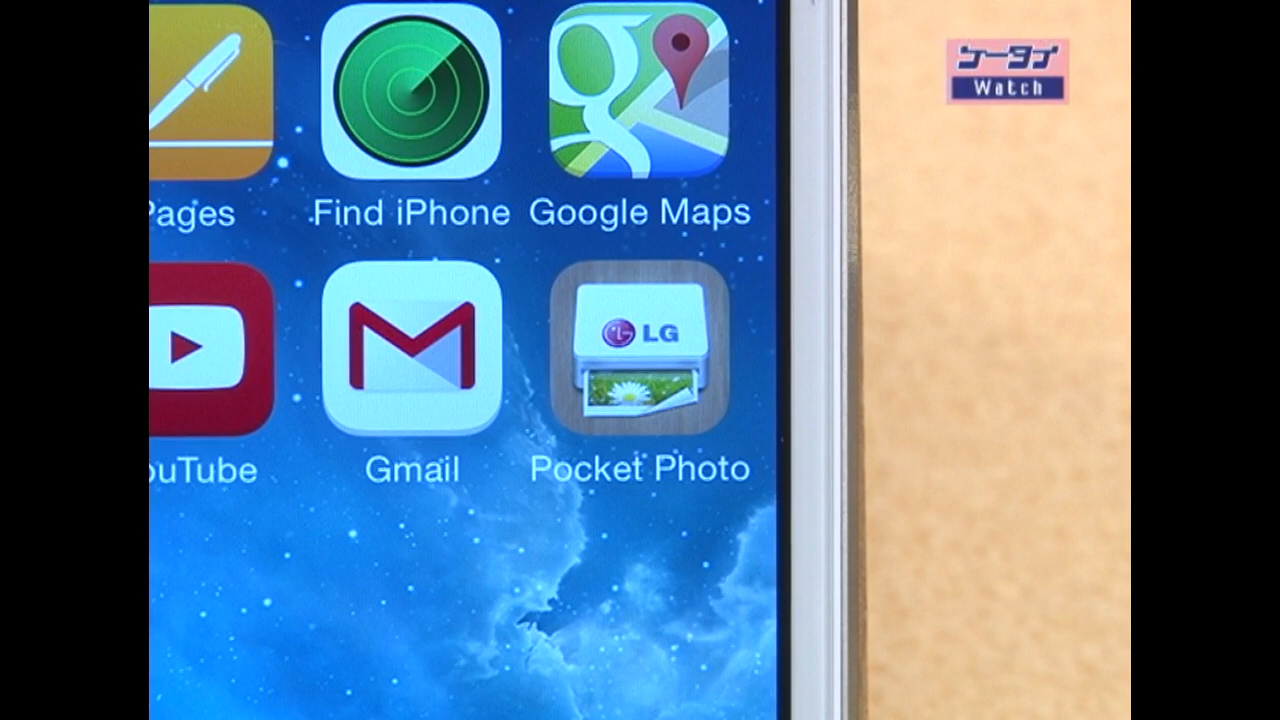 ケータイ
Watch
Pages
Find iPhone
Google Maps
LG
ouTube
Gmail
Pocket Photo